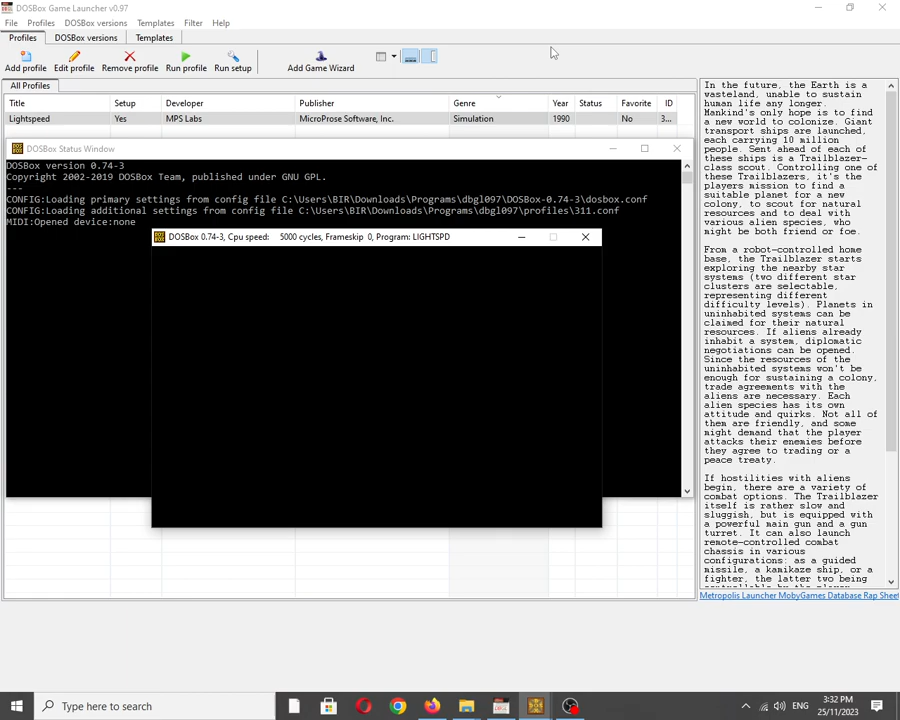 DOSBox Game Launcher v0.97
File Profiles DOSBox versions Templates Filter Help
Profiles DOSBox versions Templates
Add profile Edit profile Remove profile Run profile Run setup Add Game Wizard
All Profiles
Title Setup Developer Publisher Genre Year Status Favorite ID
Lightspeed Yes MPS Labs MicroProse Software, Inc. Simulation 1990 No 3...
DOSBox Status Window
DOSBox version 0.74-3
Copyright 2002-2019 DOSBox Team, published under GNU GPL.
---
CONFIG:Loading primary settings from config file C:\Users\BIR\Downloads\Programs\dbgl097\DOSBox-0.74-3\dosbox.conf
CONFIG:Loading additional settings from config file C:\Users\BIR\Downloads\Programs\dbgl097\profiles\311.conf
MIDI:Opened device:none
DOSBox 0.74-3, Cpu speed: 5000 cycles, Frameskip 0, Program: LIGHTSPD
In the future, the Earth is a
wasteland, unable to sustain
human life any longer.
Mankind's only hope is to find
a new world to colonize. Giant
transport ships are launched,
each carrying 10 million
people. Sent ahead of each of
these ships is a Trailblazer-
class scout. Controlling one of
these Trailblazers, it's the
players mission to find a
suitable planet for a new
colony, to scout for natural
resources and to deal with
various alien species, who
might be both friend or foe.
From a robot-controlled home
base, the Trailblazer starts
exploring the nearby star
systems (two different star
clusters are selectable,
representing different
difficulty levels). Planets in
uninhabited systems can be
claimed for their natural
resources. If aliens already
inhabit a system, diplomatic
negotiations can be opened.
Since the resources of the
uninhabited systems won't be
enough for sustaining a colony,
trade agreements with the
aliens are necessary. Each
alien species has its own
attitude and quirks. Not all of
them are friendly, and some
might demand that the player
attacks their enemies before
they agree to trading or a
peace treaty.
If hostilities with aliens
begin, there are a variety of
combat options. The Trailblazer
itself is rather slow and
sluggish, but is equipped with
a powerful main gun and a gun
turret. It can also launch
remote-controlled combat
chassis in various
configurations: as a guided
missile, a kamikaze ship, or a
fighter, the latter two being
controllable by the player
Metropolis Launcher MobyGames Database Rap Sheet
Type here to search
ENG
3:32 PM
25/11/2023